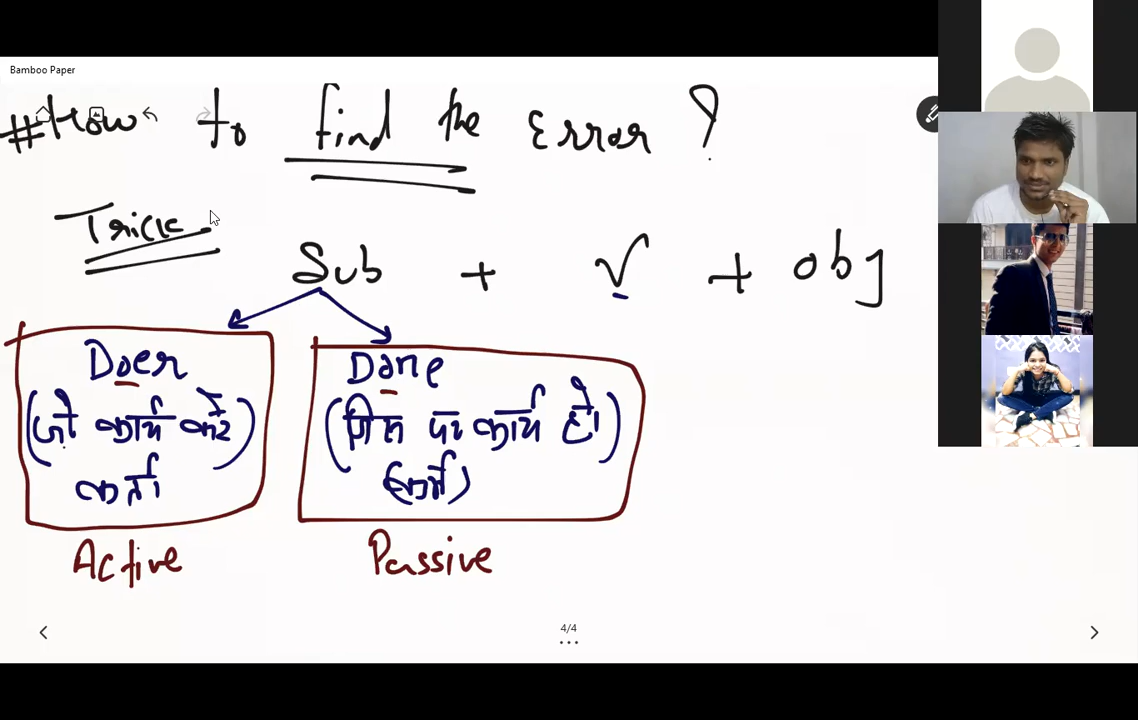 Bamboo Paper
#How to find the Error ?
Trick
Sub + V + obj
Doer
(जो कार्य करे)
कर्ता
Active
Done
(जिस पर कार्य हो)
(कर्म)
Passive
4/4